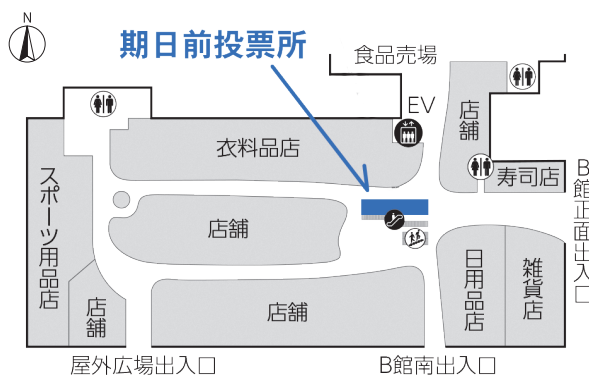 N
期日前投票所
食品売場
EV
店舗
衣料品店
寿司店
B館正面出入口
スポーツ用品店
店舗
日用品店
雑貨店
店舗
店舗
屋外広場出入口
B館南出入口